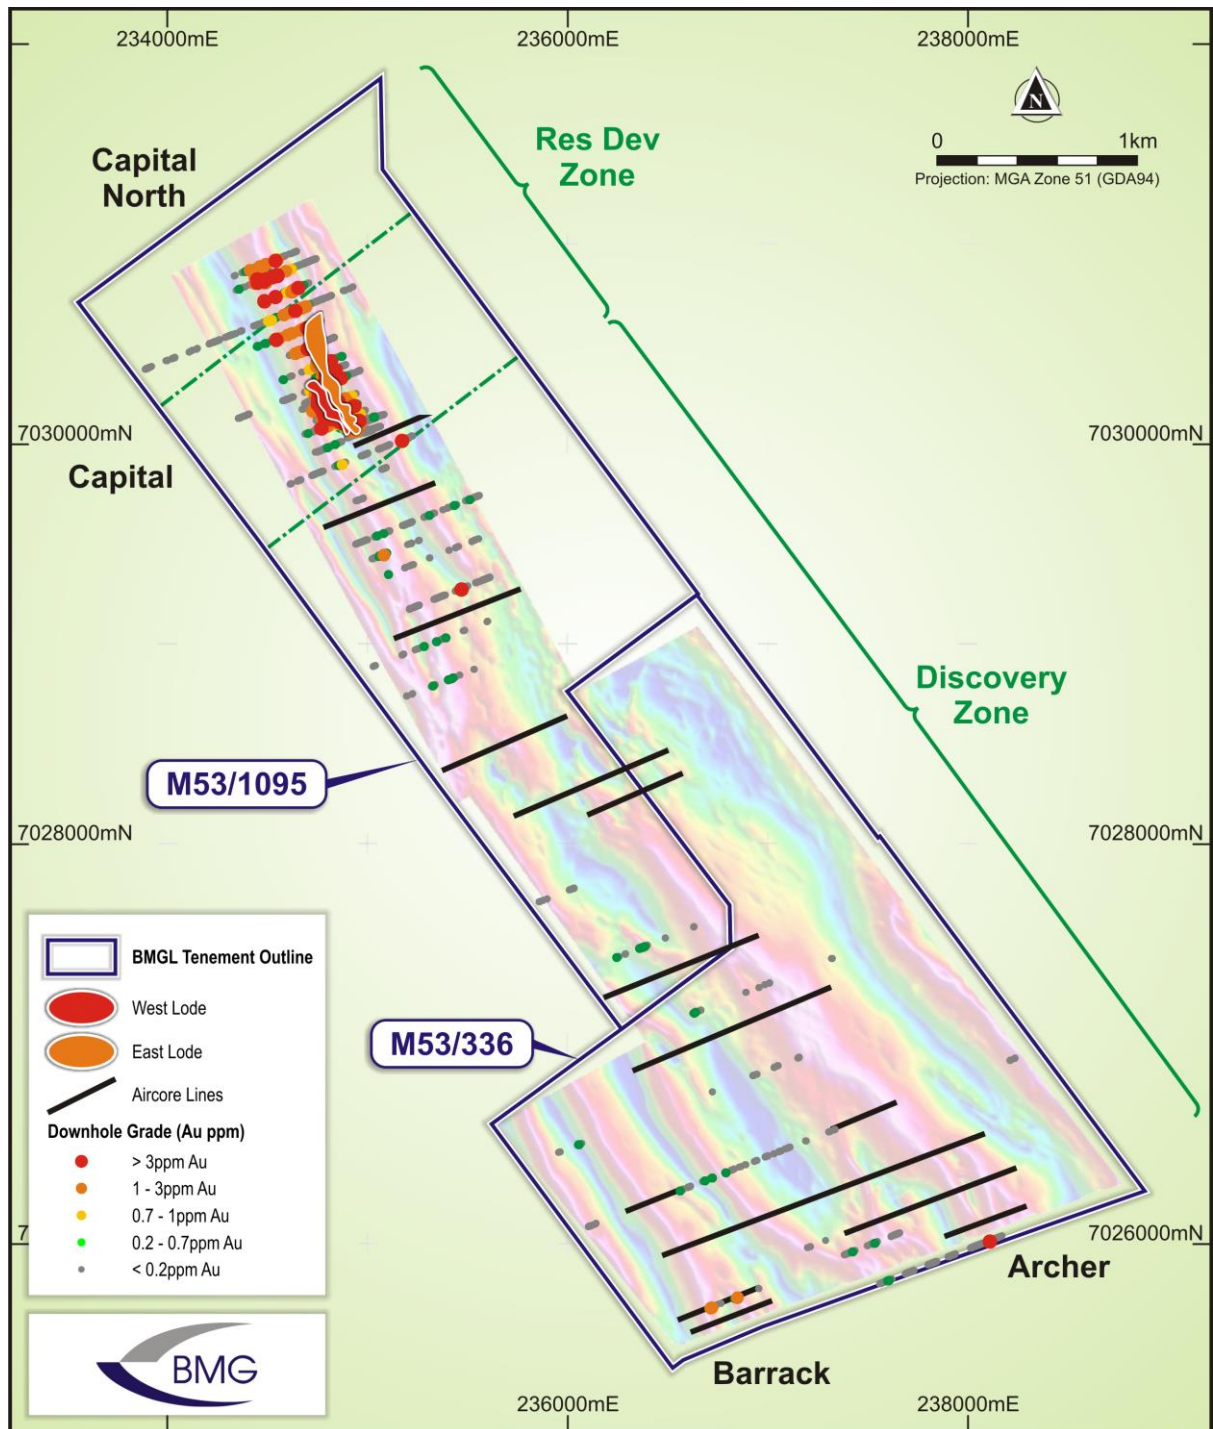 234000mE
236000mE
238000mE
N
0
1km
Projection: MGA Zone 51 (GDA94)
Res Dev
Zone
Capital
North
7030000mN
7030000mN
Capital
Discovery
Zone
M53/1095
7028000mN
7028000mN
BMGL Tenement Outline
West Lode
East Lode
Aircore Lines
Downhole Grade (Au ppm)
> 3ppm Au
1 - 3ppm Au
0.7 - 1ppm Au
0.2 - 0.7ppm Au
< 0.2ppm Au
M53/336
7
7026000mN
Archer
Barrack
BMG
236000mE
238000mE